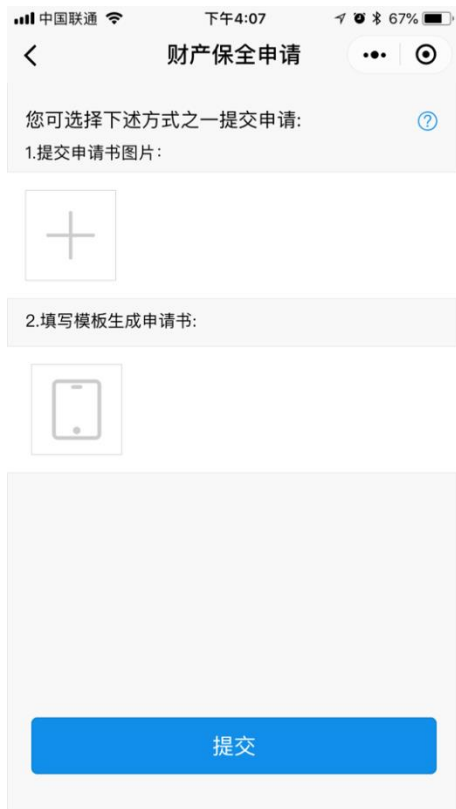 中国联通 下午4:07 67%
财产保全申请
您可选择下述方式之一提交申请: ?
1.提交申请书图片:
2.填写模板生成申请书:
提交